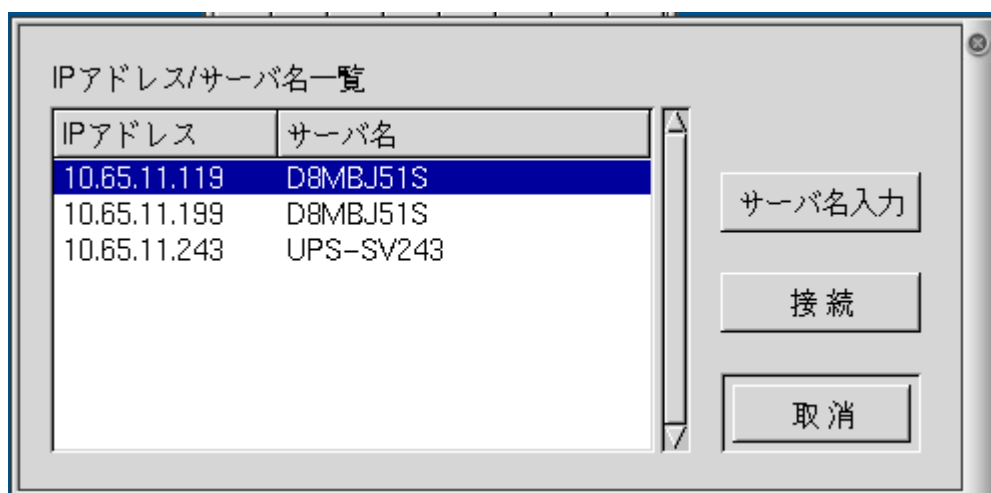 IPアドレス/サーバ名一覧
IPアドレス サーバ名
10.65.11.119 D8MBJ51S
10.65.11.199 D8MBJ51S
10.65.11.243 UPS-SV243
サーバ名入力
接続
取消